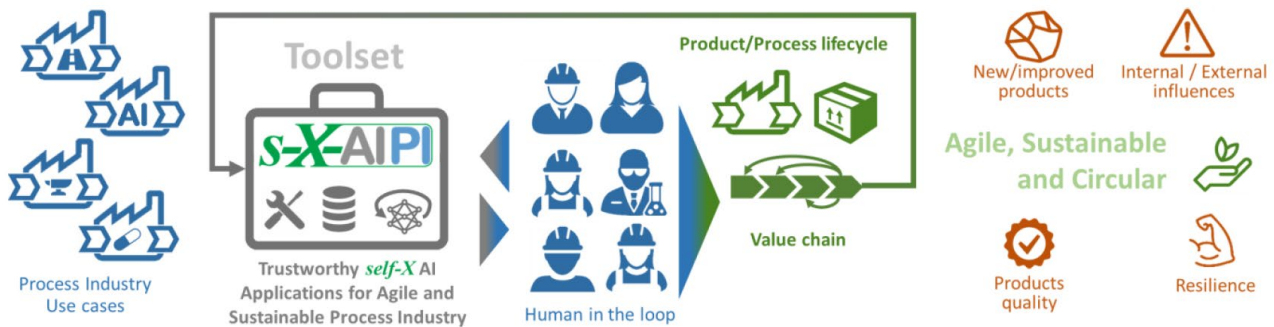 AI
Process Industry
Use cases
Toolset
s-X-AIPI
Trustworthy self-X AI
Applications for Agile and
Sustainable Process Industry
Human in the loop
Product/Process lifecycle
Value chain
New/improved
products
Internal / External
influences
Agile, Sustainable
and Circular
Products
quality
Resilience